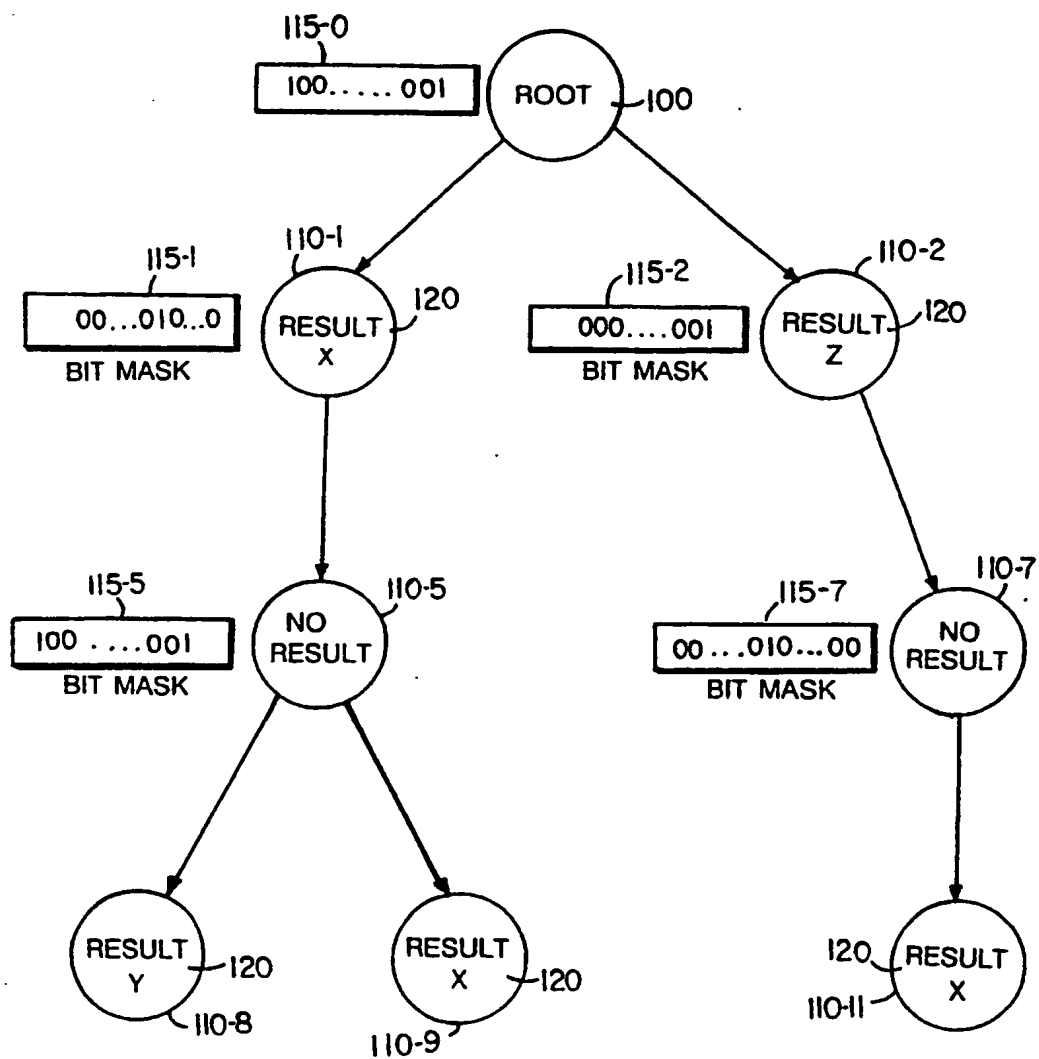 115-0
100.....001
ROOT
100
110-1
115-1
00...010...0
BIT MASK
RESULT
X
120
110-2
115-2
000....001
BIT MASK
RESULT
Z
120
115-5
100 ....001
BIT MASK
110-5
NO
RESULT
115-7
00...010...00
BIT MASK
110-7
NO
RESULT
RESULT
Y
120
110-8
RESULT
X
120
110-9
120
RESULT
X
110-11